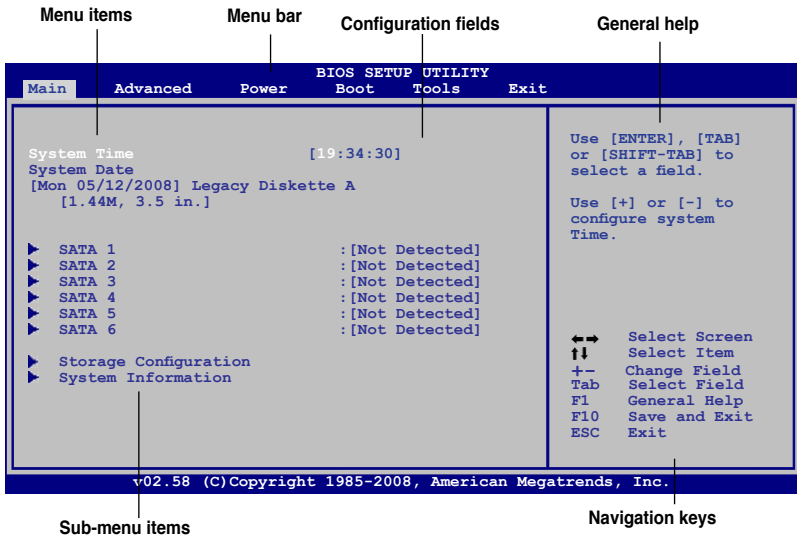 Menu items Menu bar Configuration fields General help
BIOS SETUP UTILITY
Main Advanced Power Boot Tools Exit
System Time [19:34:30]
System Date
[Mon 05/12/2008] Legacy Diskette A
[1.44M, 3.5 in.]
SATA 1 :[Not Detected]
SATA 2 :[Not Detected]
SATA 3 :[Not Detected]
SATA 4 :[Not Detected]
SATA 5 :[Not Detected]
SATA 6 :[Not Detected]
Storage Configuration
System Information
Use [ENTER], [TAB]
or [SHIFT-TAB] to
select a field.
Use [+] or [-] to
configure system
Time.
←→ Select Screen
↑↓ Select Item
+- Change Field
Tab Select Field
F1 General Help
F10 Save and Exit
ESC Exit
v02.58 (C)Copyright 1985-2008, American Megatrends, Inc.
Sub-menu items Navigation keys